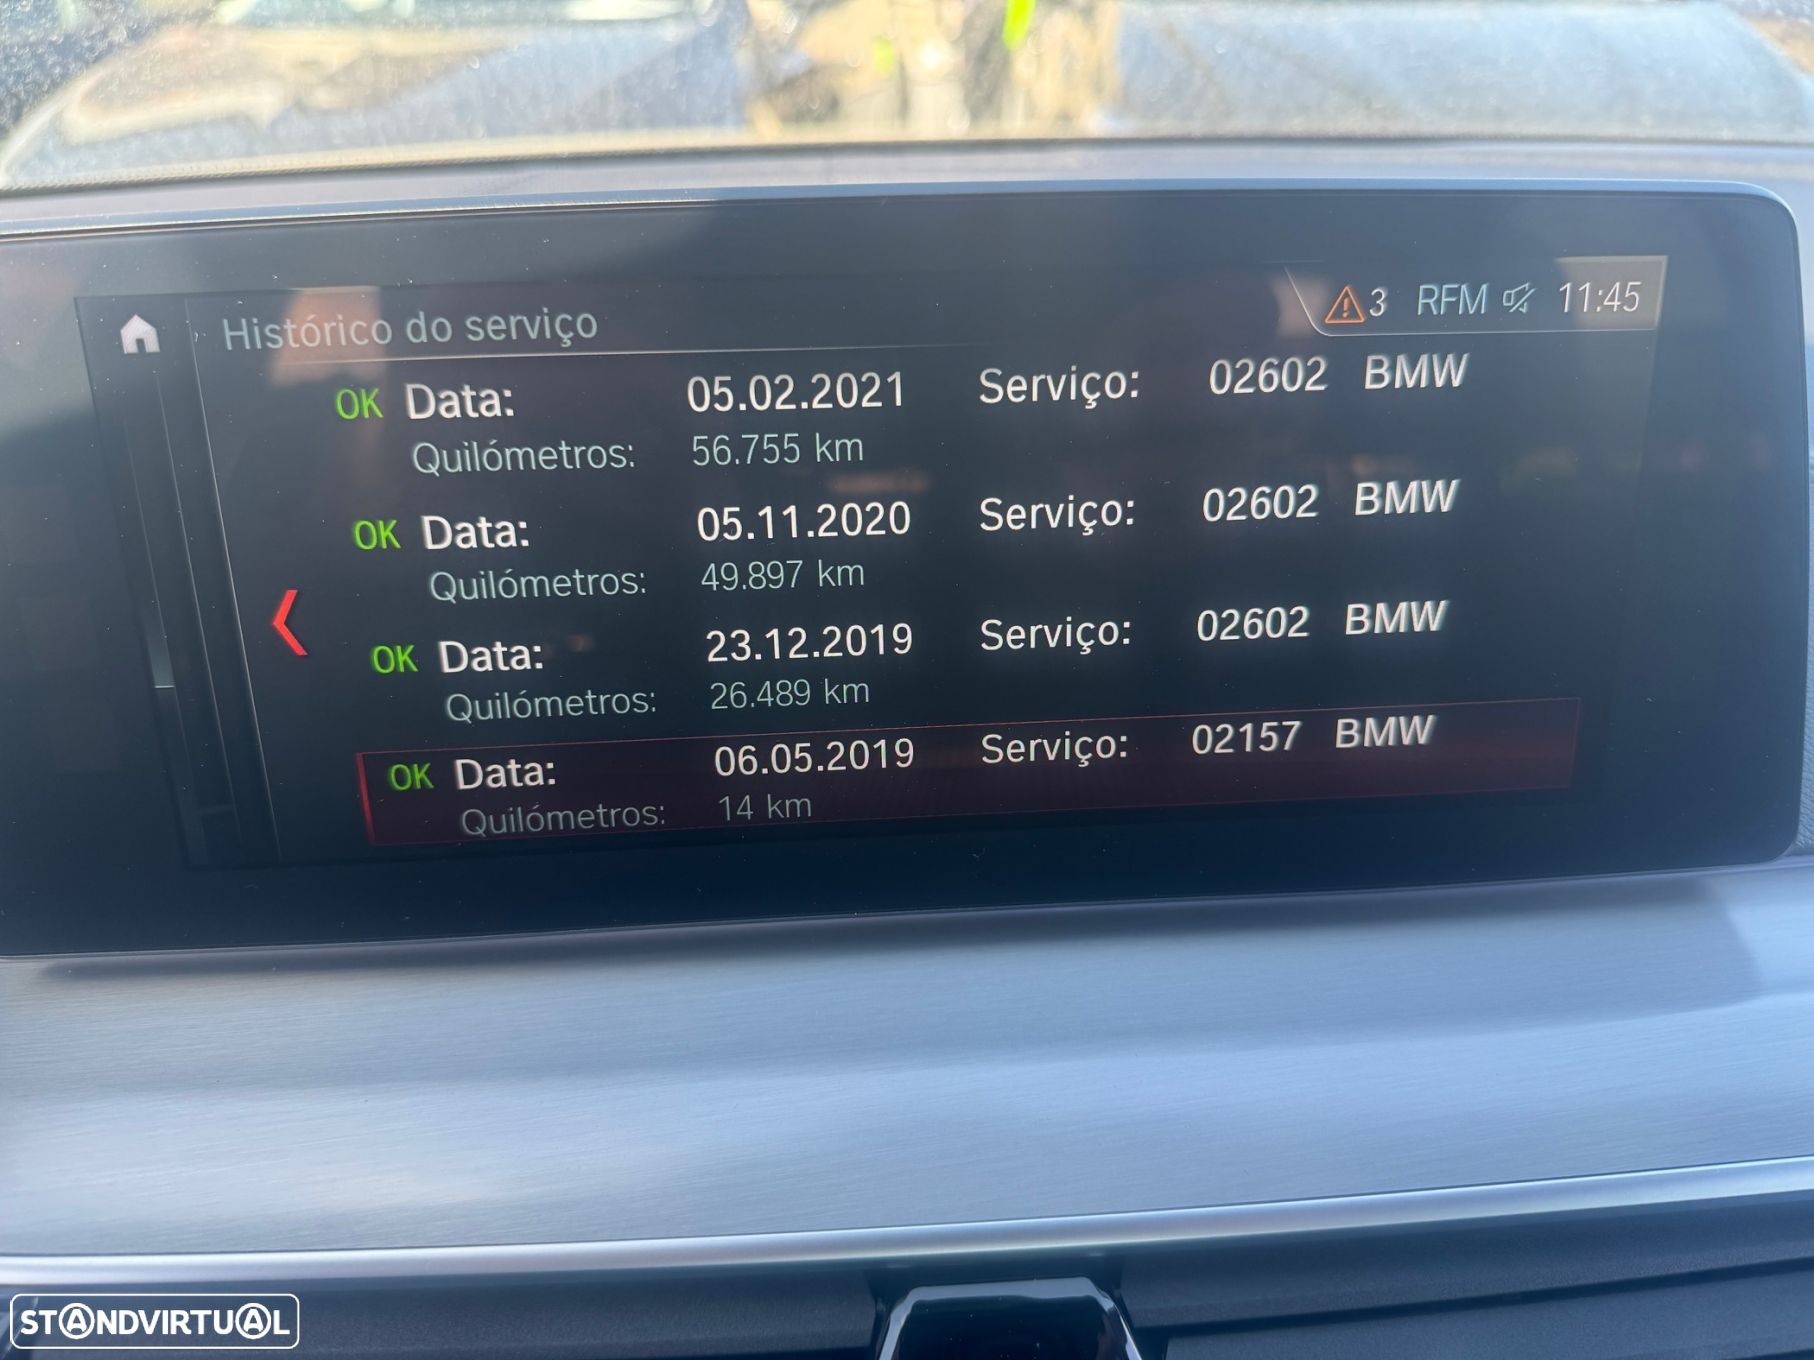 Histórico do serviço 3 RFM 11:45
OK Data: 05.02.2021 Serviço: 02602 BMW
Quilómetros: 56.755 km
OK Data: 05.11.2020 Serviço: 02602 BMW
Quilómetros: 49.897 km
OK Data: 23.12.2019 Serviço: 02602 BMW
Quilómetros: 26.489 km
OK Data: 06.05.2019 Serviço: 02157 BMW
Quilómetros: 14 km
STANDVIRTUAL